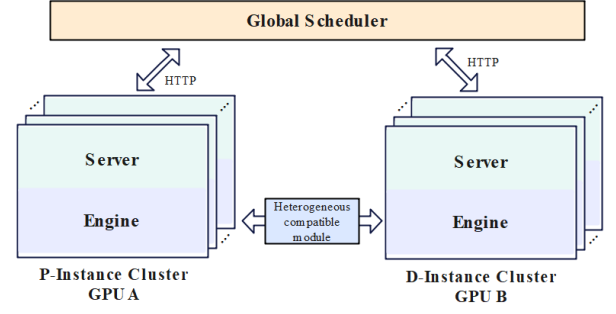 Global Scheduler
HTTP
HTTP
Server
Engine
Heterogeneous
compatible
module
Server
Engine
P-Instance Cluster
GPU A
D-Instance Cluster
GPU B